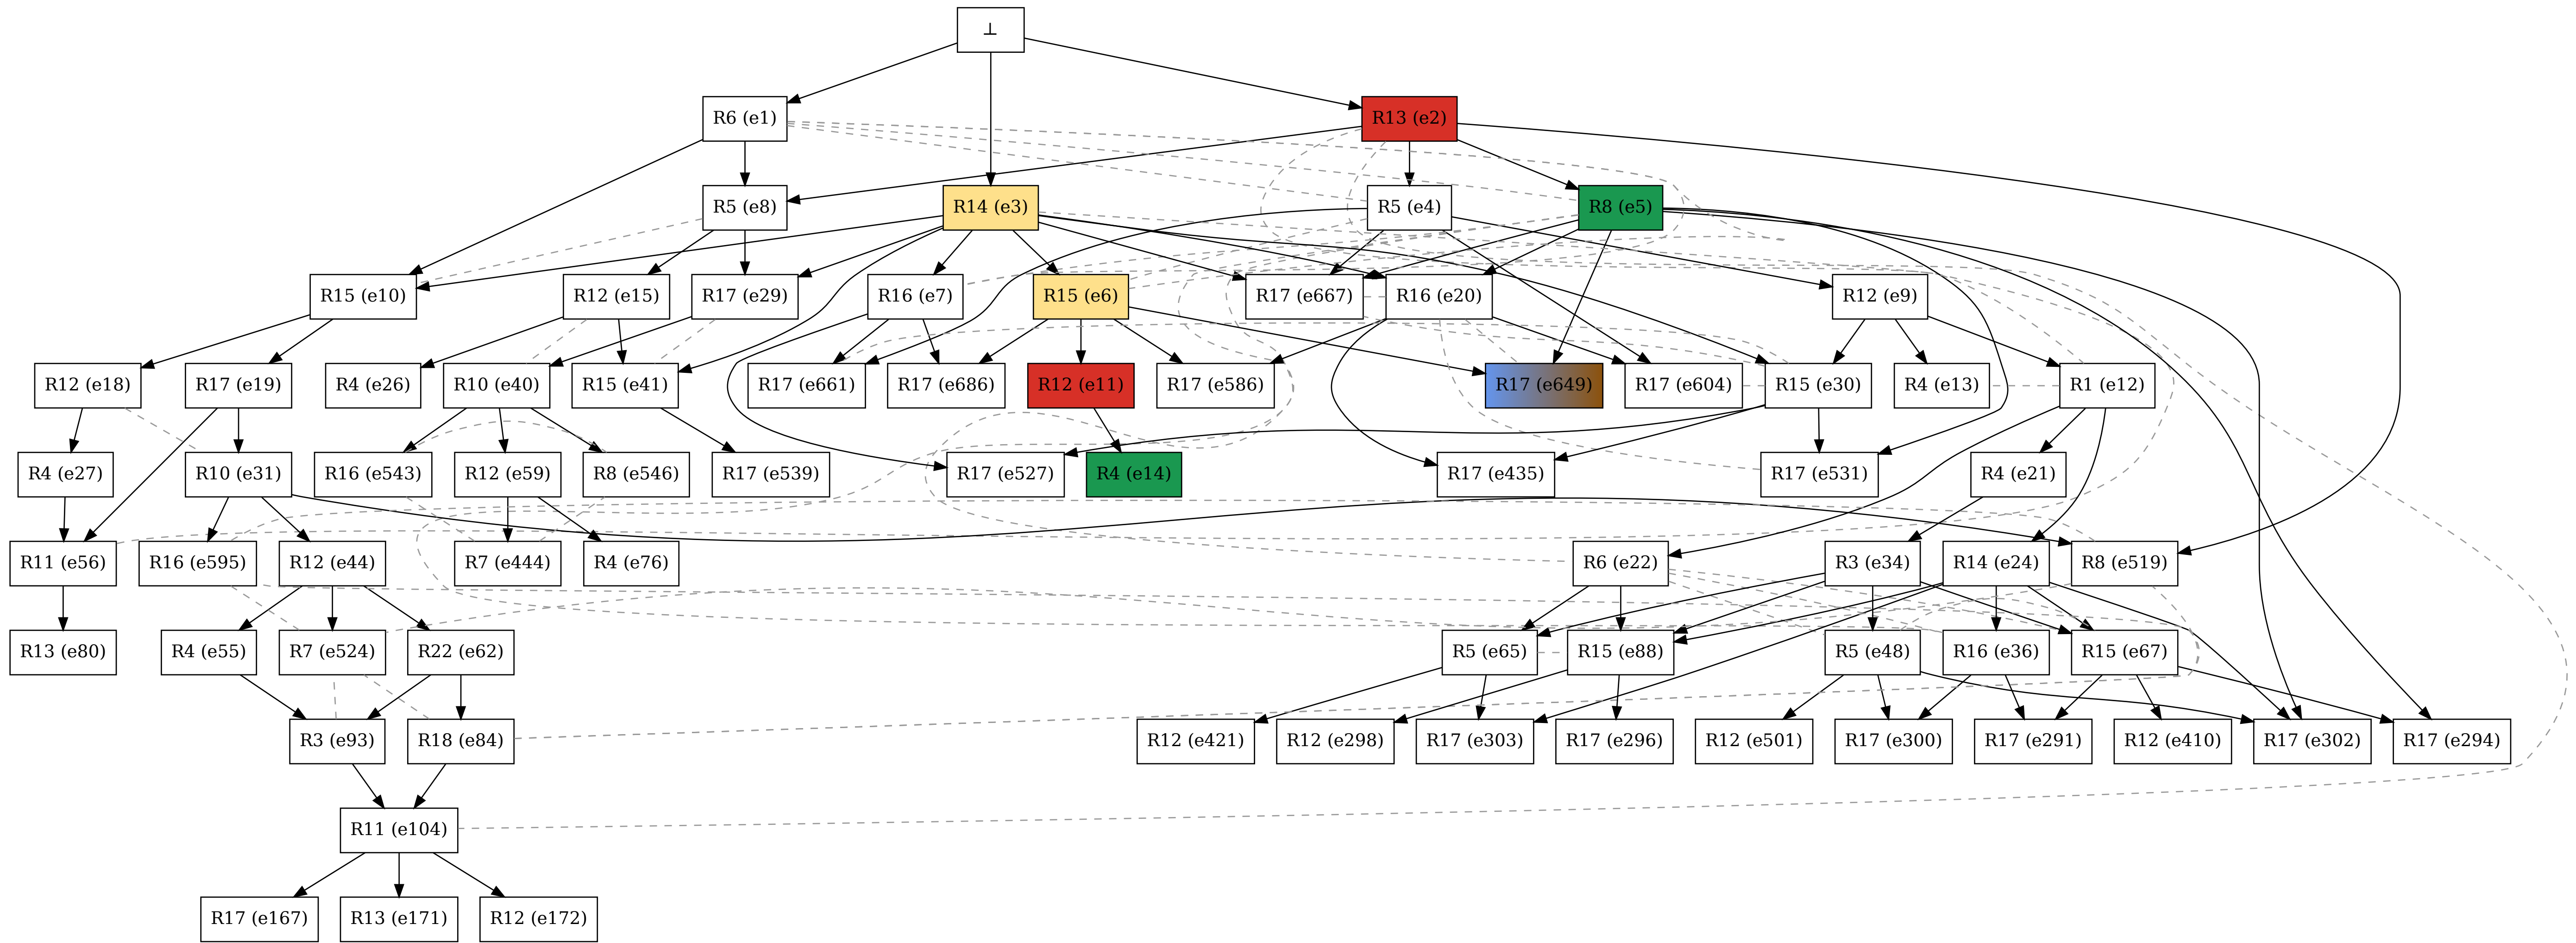 ⊥
R6 (e1)
R13 (e2)
R5 (e8)
R14 (e3)
R5 (e4)
R8 (e5)
R15 (e10)
R12 (e15)
R17 (e29)
R16 (e7)
R15 (e6)
R17 (e667)
R16 (e20)
R12 (e9)
R12 (e18)
R17 (e19)
R4 (e26)
R10 (e40)
R15 (e41)
R17 (e661)
R17 (e686)
R12 (e11)
R17 (e586)
R17 (e649)
R17 (e604)
R15 (e30)
R4 (e13)
R1 (e12)
R4 (e27)
R10 (e31)
R16 (e543)
R12 (e59)
R8 (e546)
R17 (e539)
R17 (e527)
R4 (e14)
R17 (e435)
R17 (e531)
R4 (e21)
R11 (e56)
R16 (e595)
R12 (e44)
R7 (e444)
R4 (e76)
R6 (e22)
R3 (e34)
R14 (e24)
R8 (e519)
R13 (e80)
R4 (e55)
R7 (e524)
R22 (e62)
R5 (e65)
R15 (e88)
R5 (e48)
R16 (e36)
R15 (e67)
R3 (e93)
R18 (e84)
R12 (e421)
R12 (e298)
R17 (e303)
R17 (e296)
R12 (e501)
R17 (e300)
R17 (e291)
R12 (e410)
R17 (e302)
R17 (e294)
R11 (e104)
R17 (e167)
R13 (e171)
R12 (e172)